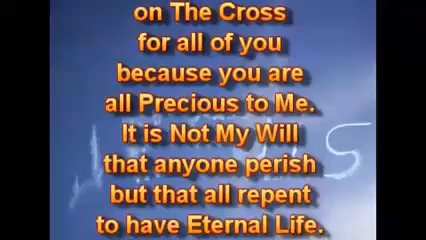 on The Cross
for all of you
because you are
all Precious to Me.
It is Not My Will
that anyone perish
but that all repent
to have Eternal Life.